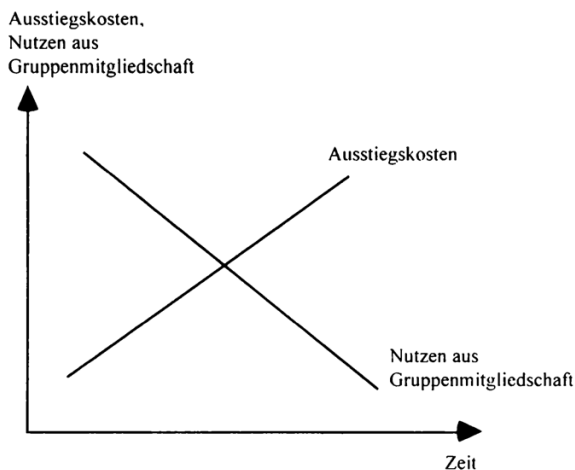 Ausstiegskosten,
Nutzen aus
Gruppenmitgliedschaft
Ausstiegskosten
Nutzen aus
Gruppenmitgliedschaft
Zeit